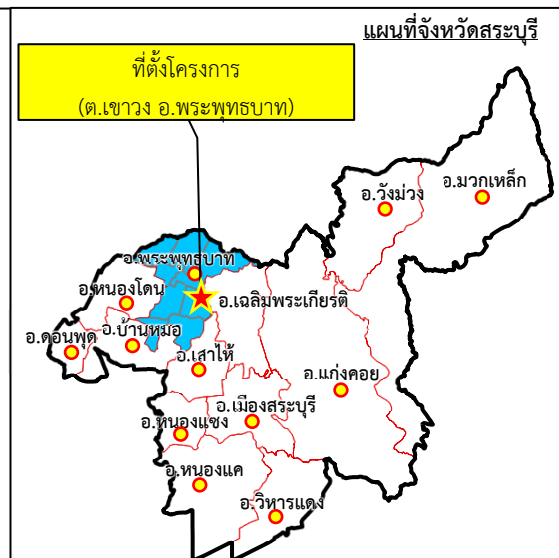 แผนที่จังหวัดสระบุรี
ที่ตั้งโครงการ
(ต.เขาวง อ.พระพุทธบาท)
อ.มวกเหล็ก
อ.วังม่วง
อ.พระพุทธบาท
อ.หนองโดน
อ.เฉลิมพระเกียรติ
อ.บ้านหมอ
อ.ดอนพุด
อ.เสาไห้
อ.แก่งคอย
อ.เมืองสระบุรี
อ.หนองแซง
อ.หนองแค
อ.วิหารแดง